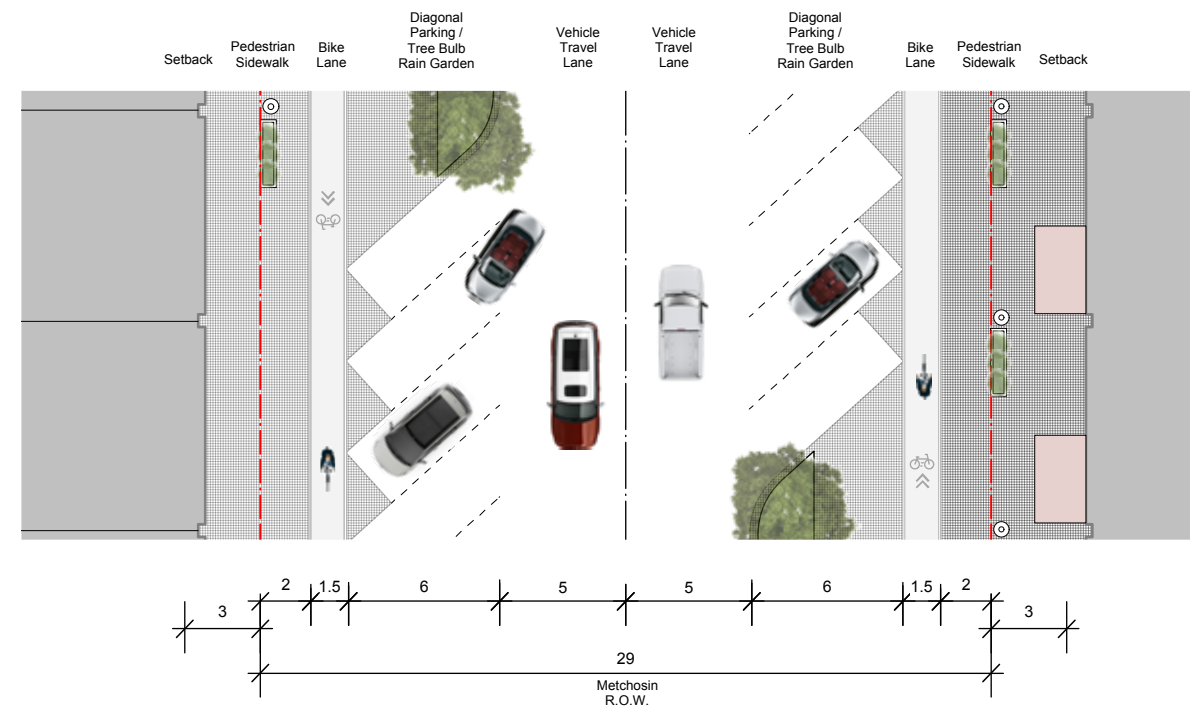 Setback
Pedestrian
Sidewalk
Bike
Lane
Diagonal
Parking /
Tree Bulb
Rain Garden
Vehicle
Travel
Lane
Vehicle
Travel
Lane
Diagonal
Parking /
Tree Bulb
Rain Garden
Bike
Lane
Pedestrian
Sidewalk
Setback
2 1.5 6 5 5 6 1.5 2
3 3
29
Metchosin
R.O.W.